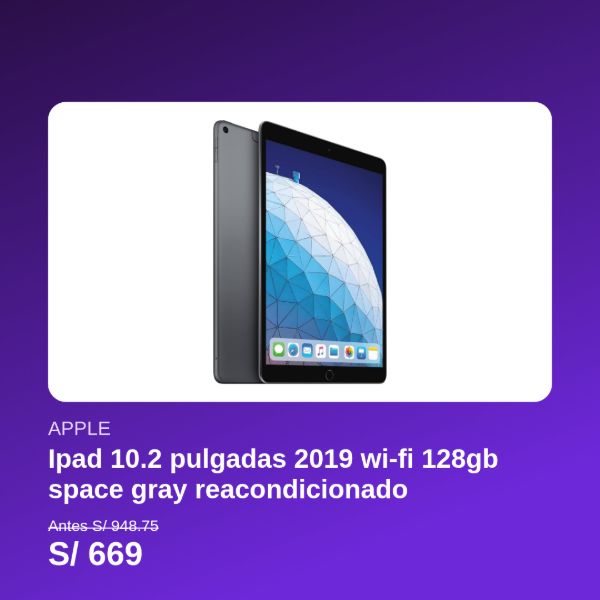 APPLE
Ipad 10.2 pulgadas 2019 wi-fi 128gb
space gray reacondicionado
Antes S/ 948.75
S/ 669